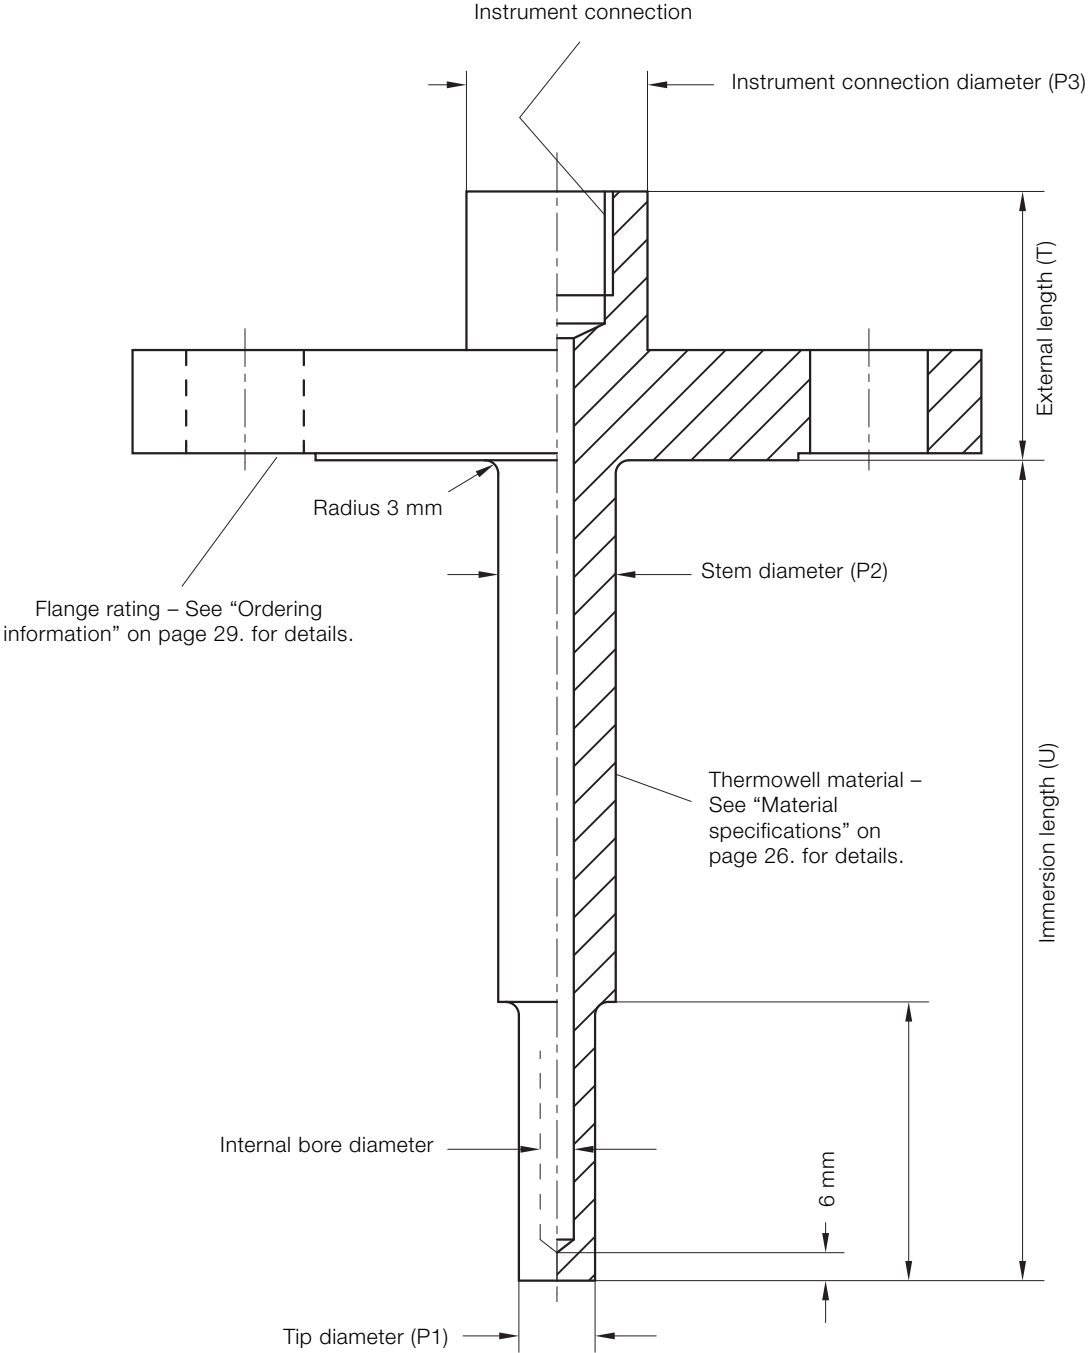 Instrument connection
Instrument connection diameter (P3)
External length (T)
Radius 3 mm
Stem diameter (P2)
Flange rating – See “Ordering
information” on page 29. for details.
Thermowell material –
See “Material
specifications” on
page 26. for details.
Immersion length (U)
Internal bore diameter
6 mm
Tip diameter (P1)